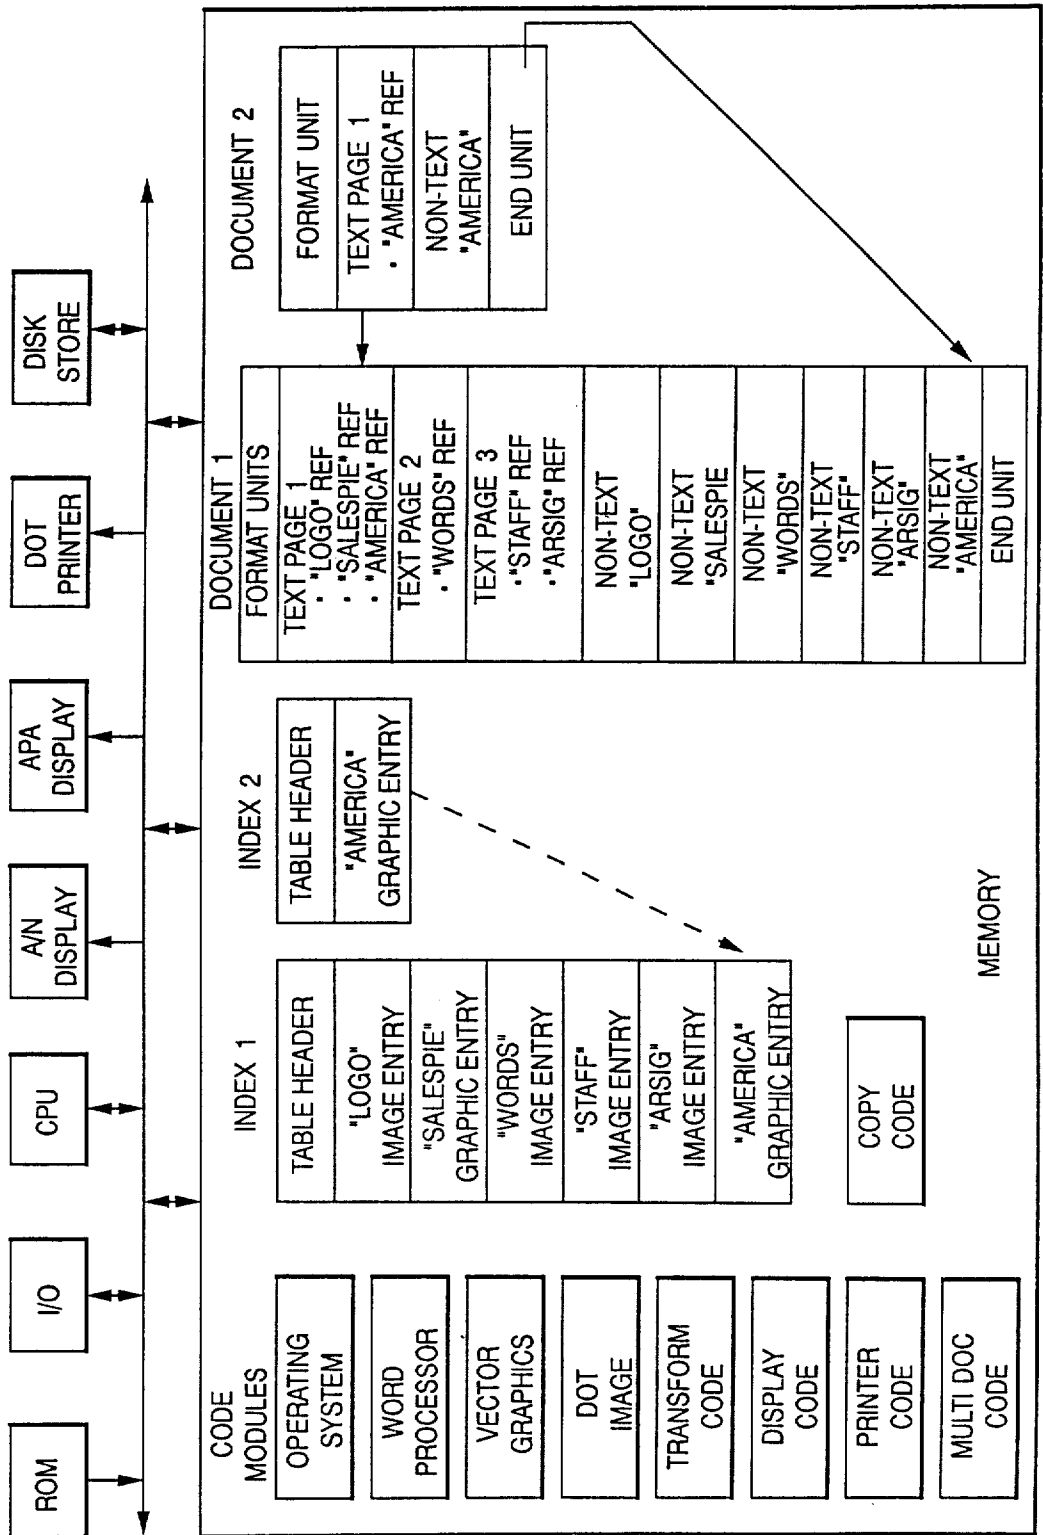 ROM
I/O
CPU
A/N
DISPLAY
APA
DISPLAY
DOT
PRINTER
DISK
STORE
CODE
MODULES
OPERATING
SYSTEM
WORD
PROCESSOR
VECTOR
GRAPHICS
DOT
IMAGE
TRANSFORM
CODE
DISPLAY
CODE
PRINTER
CODE
MULTI DOC
CODE
INDEX 1
TABLE HEADER
"LOGO"
IMAGE ENTRY
"SALESPIE"
GRAPHIC ENTRY
"WORDS"
IMAGE ENTRY
"STAFF"
IMAGE ENTRY
"ARSIG"
IMAGE ENTRY
"AMERICA"
GRAPHIC ENTRY
COPY
CODE
INDEX 2
TABLE HEADER
"AMERICA"
GRAPHIC ENTRY
MEMORY
DOCUMENT 1
FORMAT UNITS
TEXT PAGE 1
• "LOGO" REF
• "SALESPIE" REF
• "AMERICA" REF
TEXT PAGE 2
• "WORDS" REF
TEXT PAGE 3
• "STAFF" REF
• "ARSIG" REF
NON-TEXT
"LOGO"
NON-TEXT
"SALESPIE
NON-TEXT
"WORDS"
NON-TEXT
"STAFF"
NON-TEXT
"ARSIG"
NON-TEXT
"AMERICA"
END UNIT
DOCUMENT 2
FORMAT UNIT
TEXT PAGE 1
• "AMERICA" REF
NON-TEXT
"AMERICA"
END UNIT